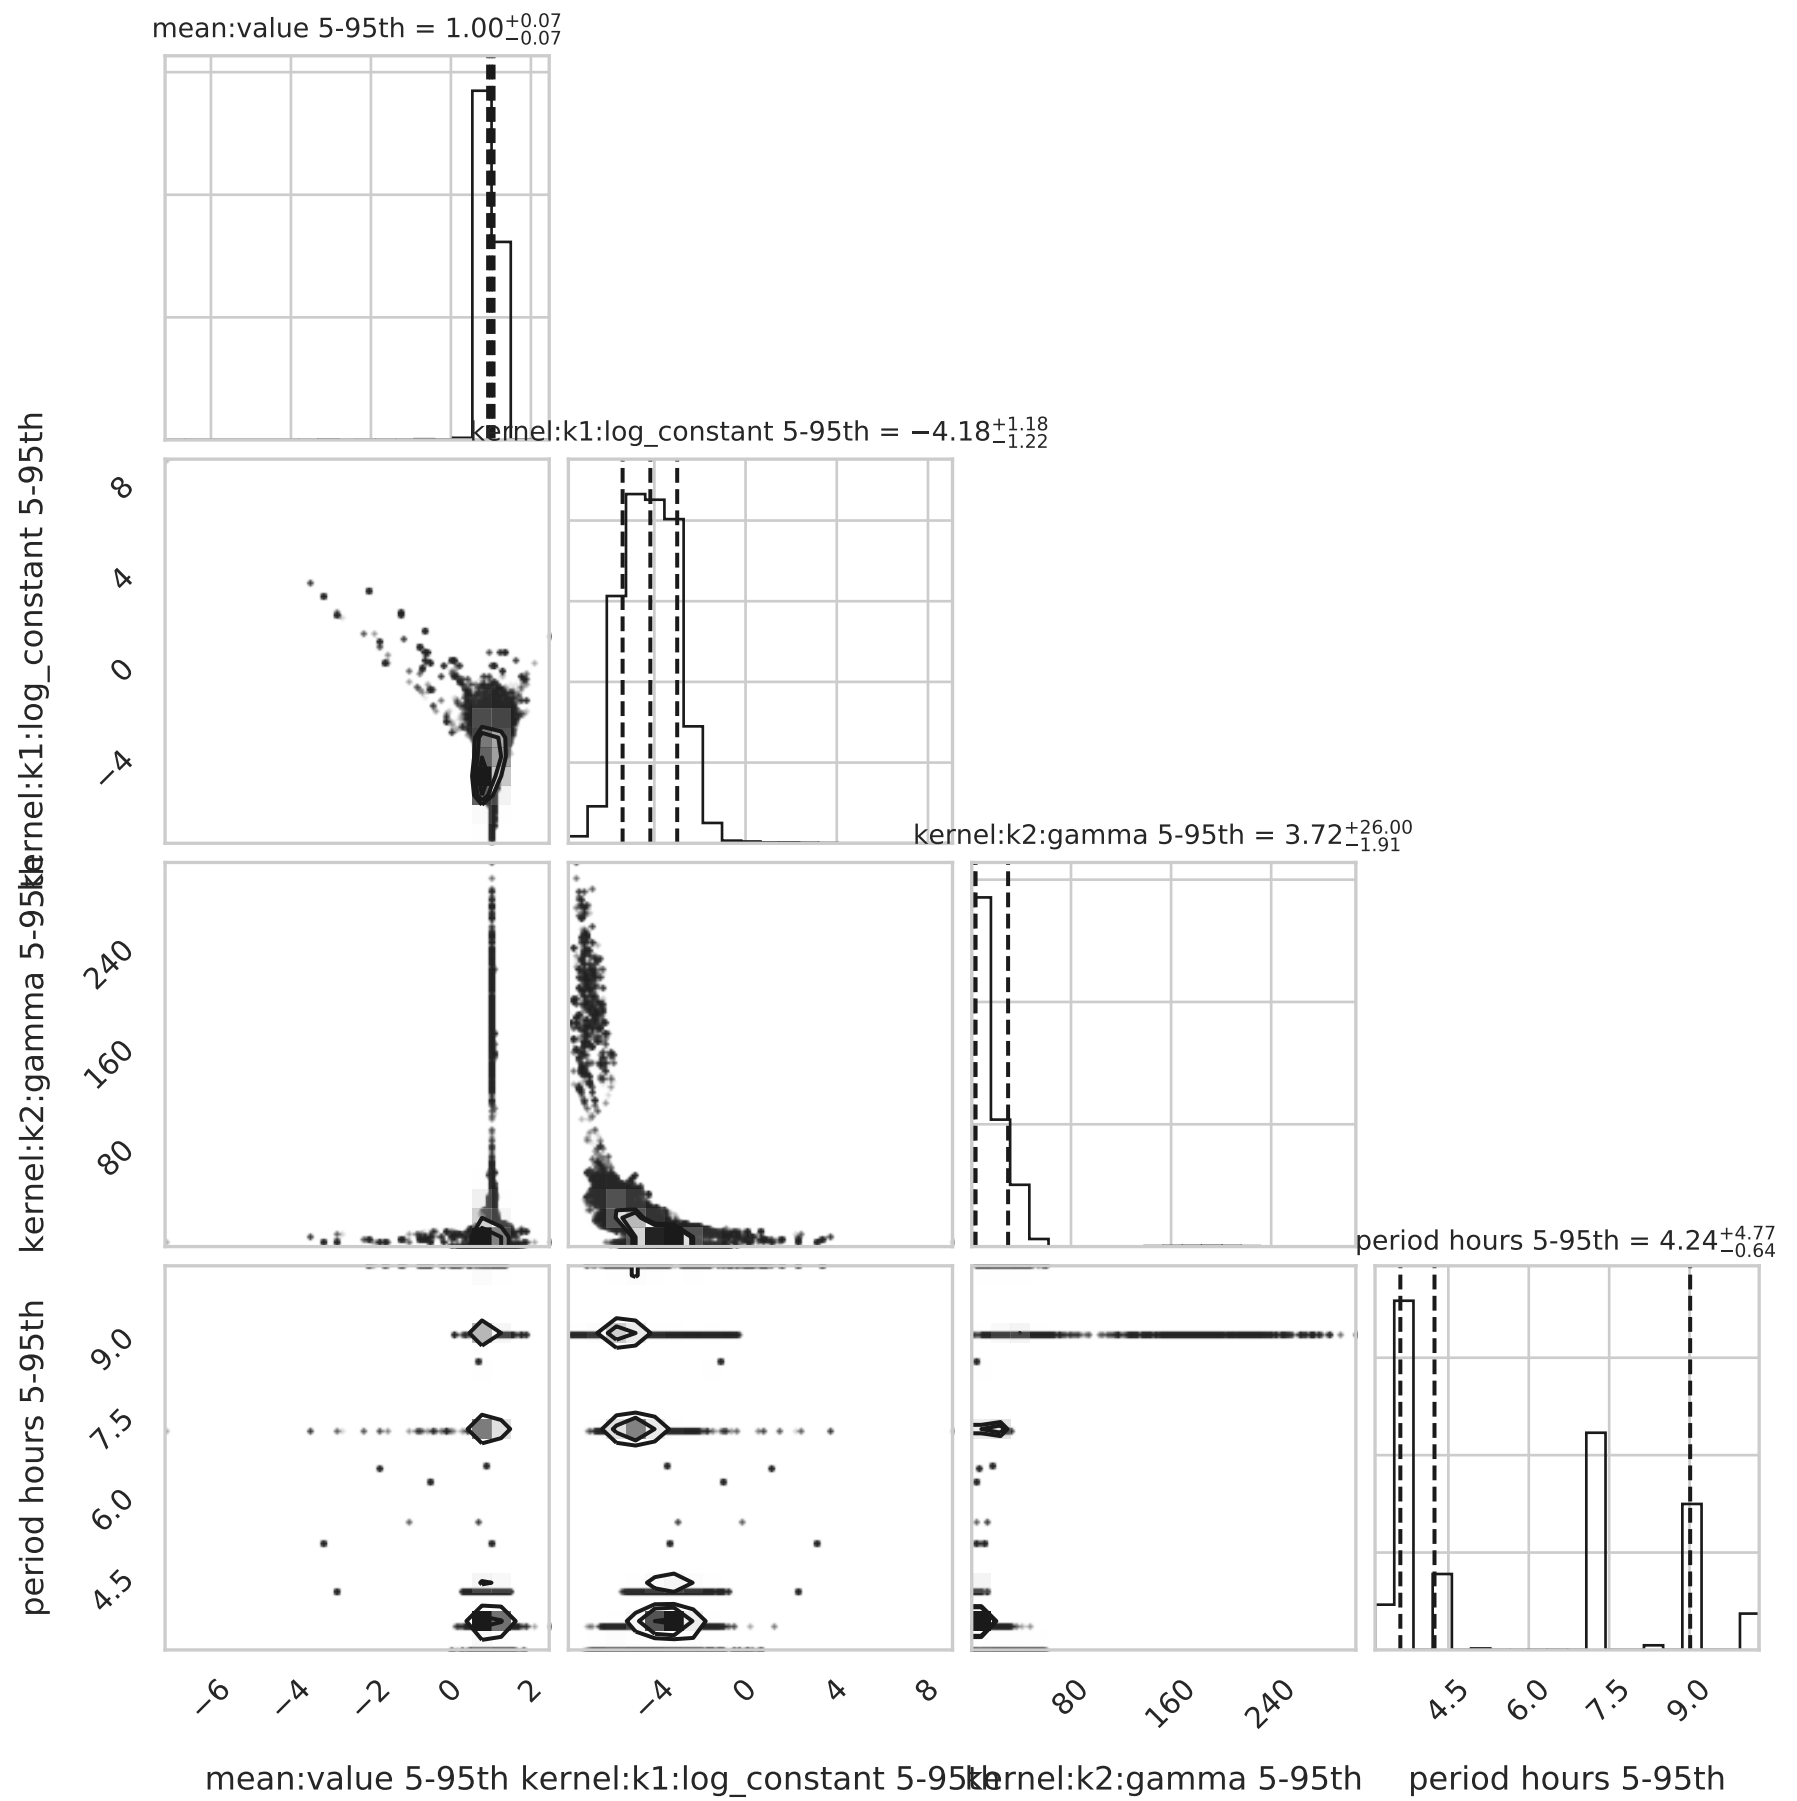 mean:value 5-95th = 1.00+0.07−0.07
kernel:k1:log_constant 5-95th = −4.18+1.18−1.22
kernel:k1:log_constant 5-95th
8
4
0
−4
kernel:k2:gamma 5-95th = 3.72+26.00−1.91
kernel:k2:gamma 5-95th
240
160
80
period hours 5-95th = 4.24+4.77−0.64
period hours 5-95th
9.0
7.5
6.0
4.5
−6 −4 −2 0 2 −4 0 4 8 80 160 240 4.5 6.0 7.5 9.0
mean:value 5-95th kernel:k1:log_constant 5-95th kernel:k2:gamma 5-95th period hours 5-95th